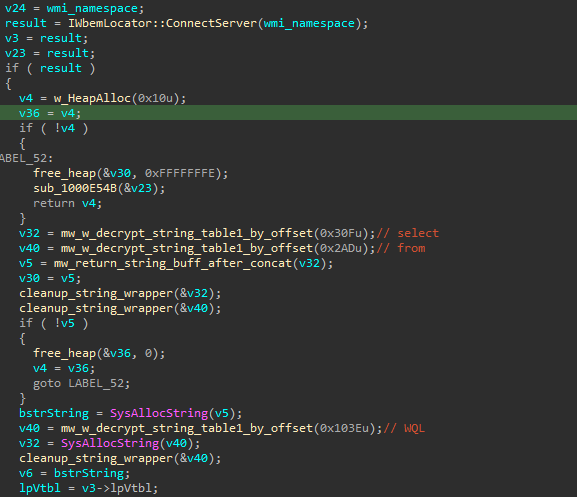 v24 = wmi_namespace;
result = IWbemLocator::ConnectServer(wmi_namespace);
v3 = result;
v23 = result;
if ( result )
{
v4 = w_HeapAlloc(0x10u);
v36 = v4;
if ( !v4 )
{
ABEL_52:
free_heap(&v30, 0xFFFFFFFE);
sub_1000E54B(&v23);
return v4;
}
v32 = mw_w_decrypt_string_table1_by_offset(0x30Fu);// select
v40 = mw_w_decrypt_string_table1_by_offset(0x2ADu);// from
v5 = mw_return_string_buff_after_concat(v32);
v30 = v5;
cleanup_string_wrapper(&v32);
cleanup_string_wrapper(&v40);
if ( !v5 )
{
free_heap(&v36, 0);
v4 = v36;
goto LABEL_52;
}
bstrString = SysAllocString(v5);
v40 = mw_w_decrypt_string_table1_by_offset(0x103Eu);// WQL
v32 = SysAllocString(v40);
cleanup_string_wrapper(&v40);
v6 = bstrString;
lpVtbl = v3->lpVtbl;